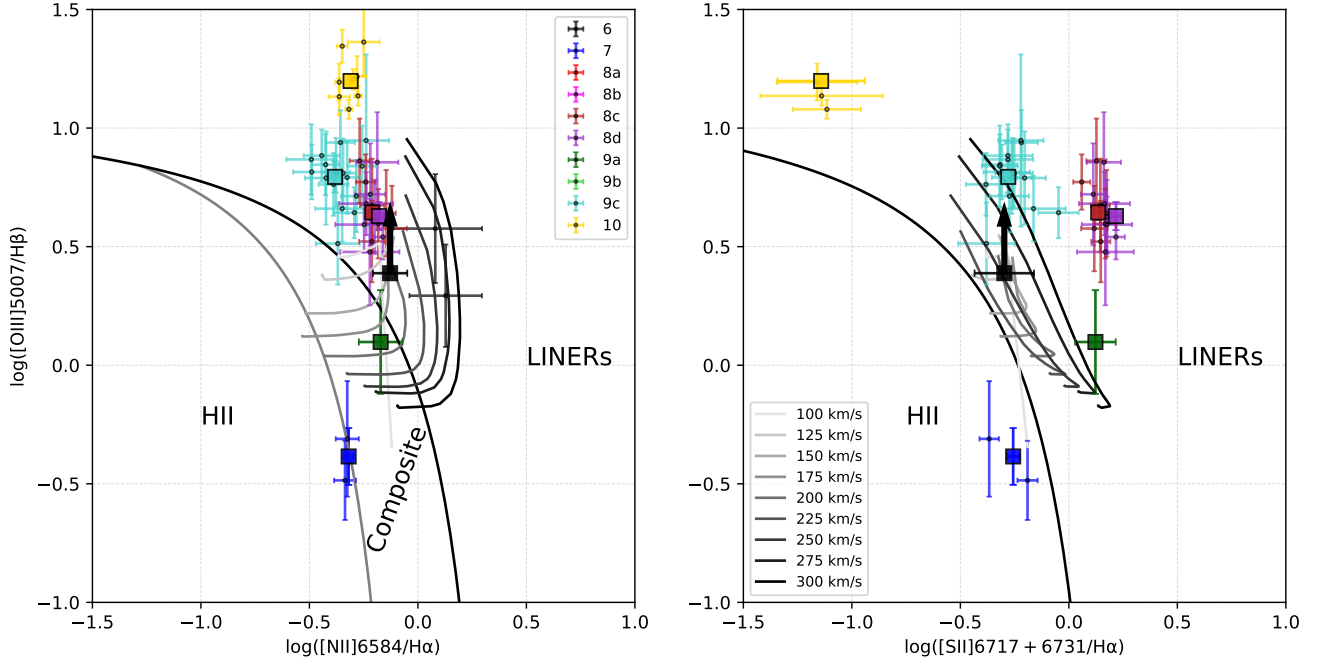 1.5
1.0
0.5
0.0
−0.5
−1.0
−1.5
−1.0
−0.5
0.0
0.5
1.0
log([OIII]5007/Hβ)
log([NII]6584/Hα)
HII
Composite
LINERs
6
7
8a
8b
8c
8d
9a
9b
9c
10
1.5
1.0
0.5
0.0
−0.5
−1.0
−1.5
−1.0
−0.5
0.0
0.5
1.0
log([SII]6717 + 6731/Hα)
HII
LINERs
100 km/s
125 km/s
150 km/s
175 km/s
200 km/s
225 km/s
250 km/s
275 km/s
300 km/s